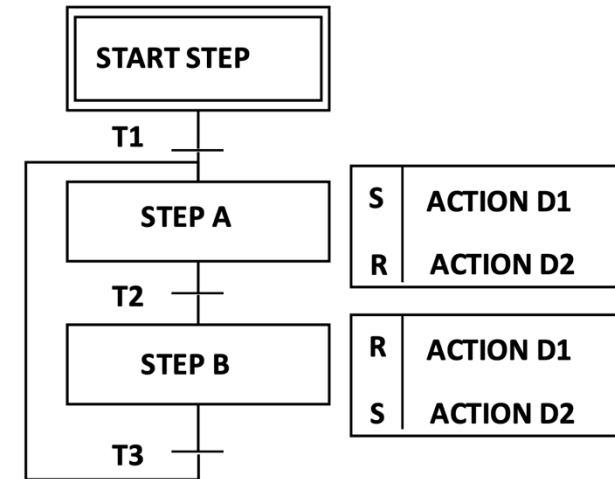 START STEP
T1
STEP A
S ACTION D1
R ACTION D2
T2
STEP B
R ACTION D1
S ACTION D2
T3